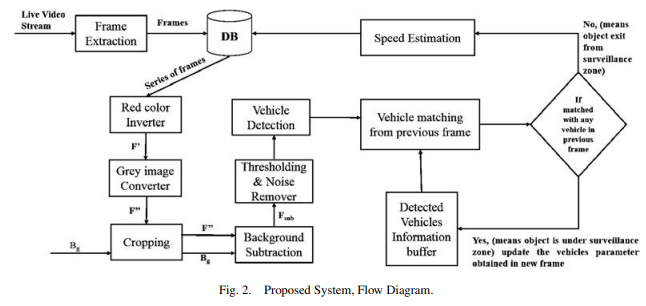 Live Video
Stream
Frames
Frame
Extraction
DB
Speed Estimation
No, (means
object exit
from
surveillance
zone)
Series of frames
Red color
Inverter
F'
Grey image
Converter
F"
Cropping
Bg
F"
Bg
Background
Subtraction
Fsub
Thresholding
& Noise
Remover
Vehicle
Detection
Vehicle matching
from previous frame
If
matched
with any
vehicle in
previous
frame
Detected
Vehicles
Information
buffer
Yes, (means object is under surveillance
zone) update the vehicles parameter
obtained in new frame
Fig. 2. Proposed System, Flow Diagram.